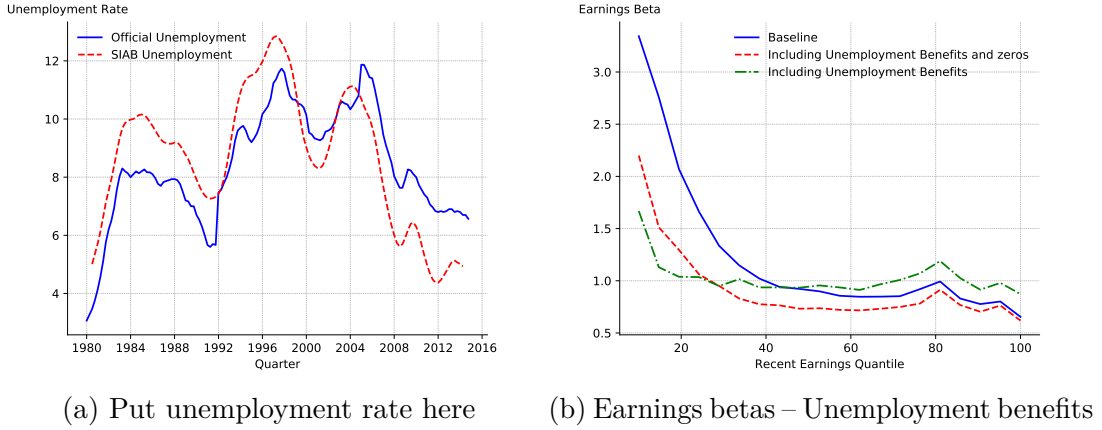 Unemployment Rate
Official Unemployment
SIAB Unemployment
12
10
8
6
4
1980 1984 1988 1992 1996 2000 2004 2008 2012 2016
Quarter
(a) Put unemployment rate here
Earnings Beta
Baseline
Including Unemployment Benefits and zeros
Including Unemployment Benefits
3.0
2.5
2.0
1.5
1.0
0.5
20 40 60 80 100
Recent Earnings Quantile
(b) Earnings betas – Unemployment benefits